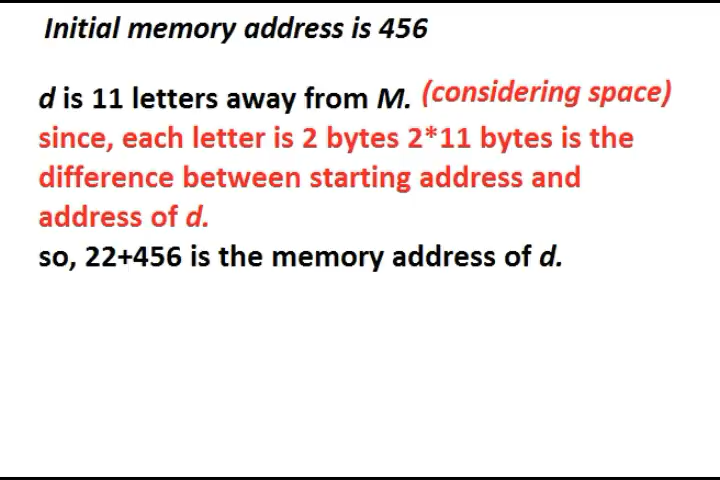 Initial memory address is 456
d is 11 letters away from M. (considering space)
since, each letter is 2 bytes 2*11 bytes is the
difference between starting address and
address of d.
so, 22+456 is the memory address of d.